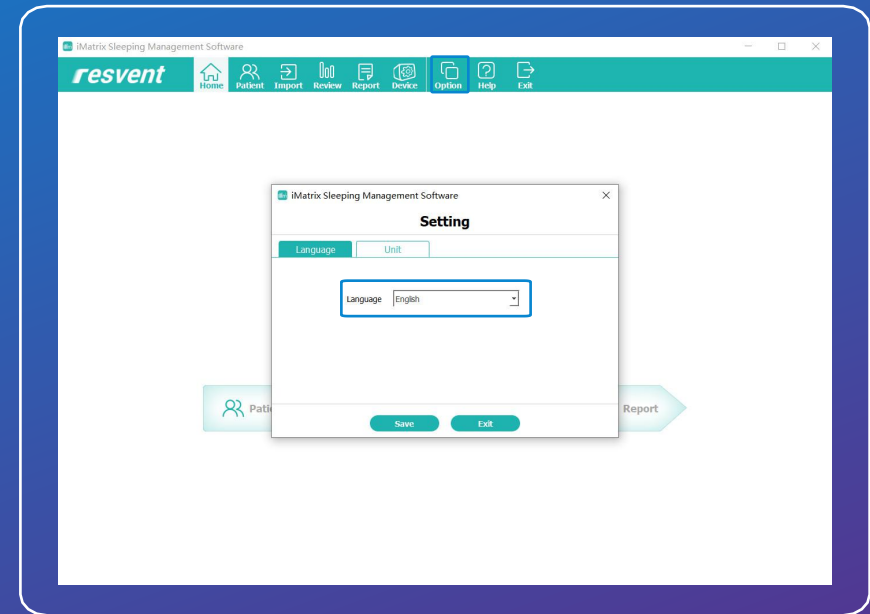 iMatrix Sleeping Management Software
resvent
Home Patient Import Review Report Device Option Help Exit
iMatrix Sleeping Management Software
Setting
Language Unit
Language English
Patie
Report
Save Exit